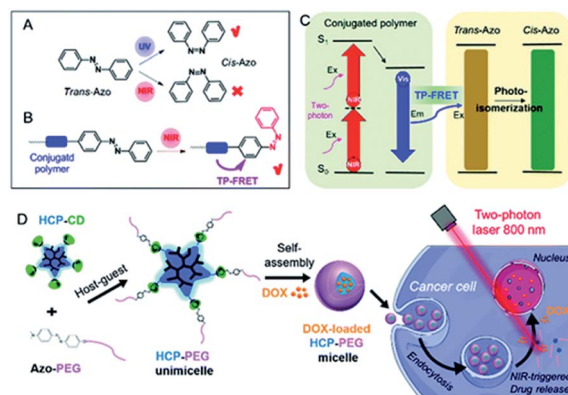 A
UV
NIR
Trans-Azo
Cis-Azo
B
NIR
Conjugatd
polymer
TP-FRET
C
Conjugated polymer
S1
Ex
Two-
photon
Ex
NIR
NIR
S0
Vis
TP-FRET
Em
Ex
Trans-Azo
Cis-Azo
Photo-
isomerization
D
HCP-CD
+
Azo-PEG
Host-guest
HCP-PEG
unimicelle
Self-
assembly
DOX
DOX-loaded
HCP-PEG
micelle
Two-photon
laser 800 nm
Nucleus
Cancer cell
DOX
Endocytosis
NIR-triggered
Drug release